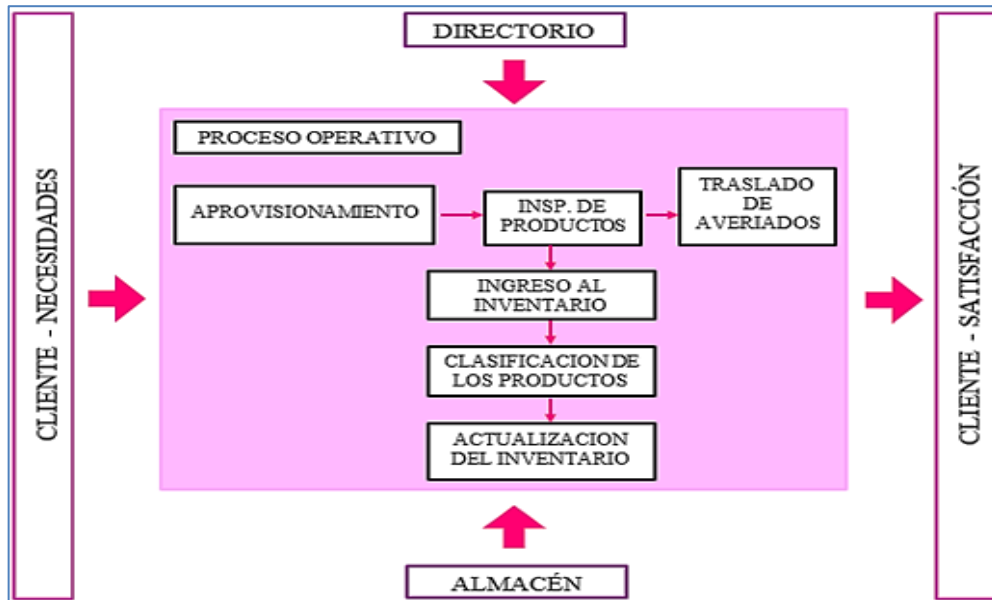 DIRECTORIO
CLIENTE - NECESIDADES
PROCESO OPERATIVO
APROVISIONAMIENTO
INSP. DE
PRODUCTOS
TRASLADO
DE
AVERIADOS
INGRESO AL
INVENTARIO
CLASIFICACION DE
LOS PRODUCTOS
ACTUALIZACION
DEL INVENTARIO
ALMACÉN
CLIENTE - SATISFACCIÓN